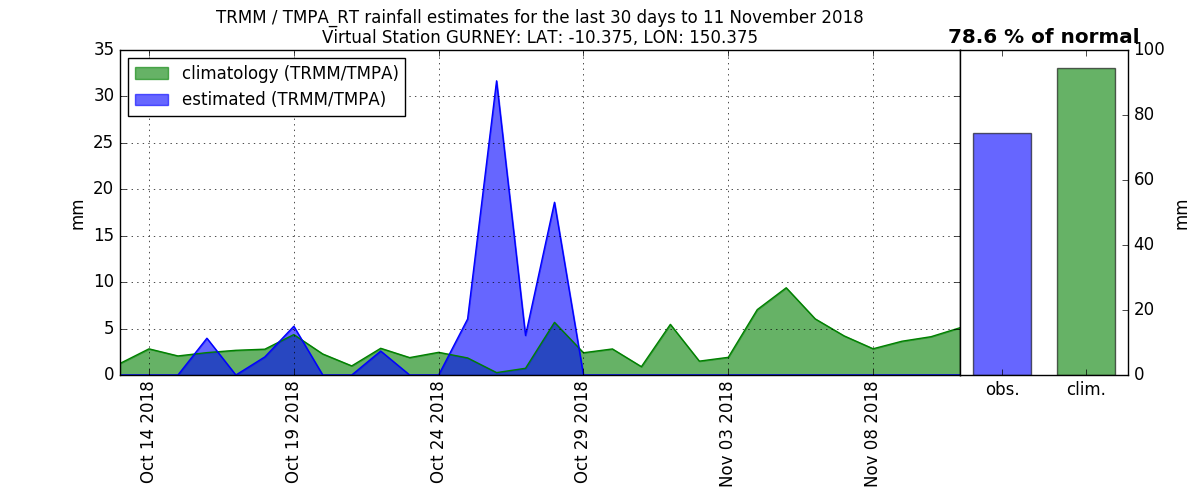 TRMM / TMPA_RT rainfall estimates for the last 30 days to 11 November 2018
Virtual Station GURNEY: LAT: -10.375, LON: 150.375
78.6 % of normal
climatology (TRMM/TMPA)
estimated (TRMM/TMPA)
35
30
25
20
15
10
5
0
mm
Oct 14 2018
Oct 19 2018
Oct 24 2018
Oct 29 2018
Nov 03 2018
Nov 08 2018
obs.
clim.
100
80
60
40
20
0
mm